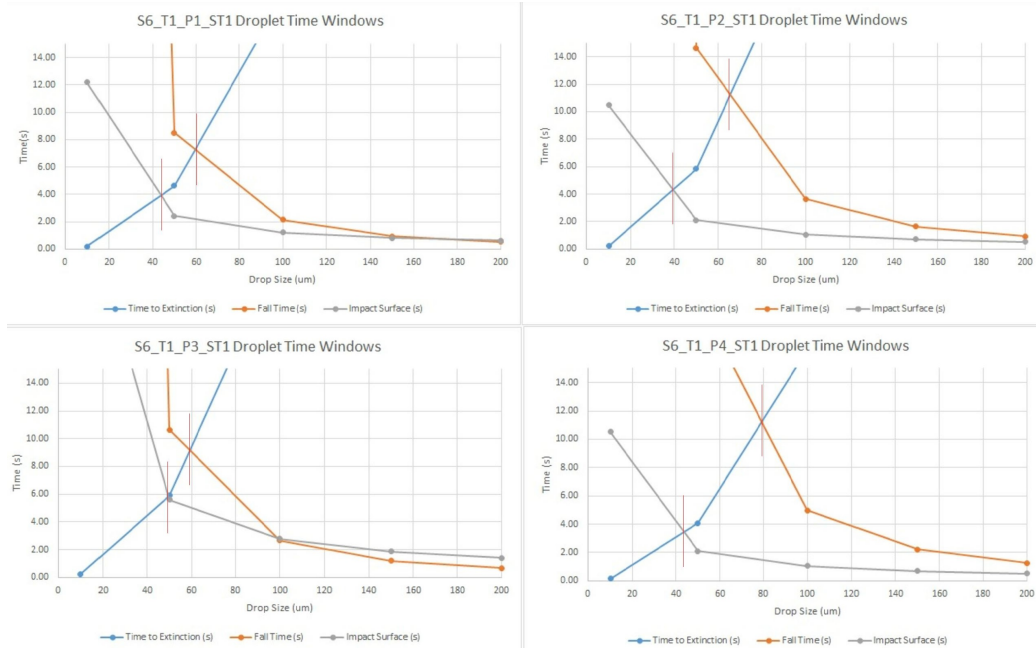 S6_T1_P1_ST1 Droplet Time Windows
14.00
12.00
10.00
8.00
6.00
4.00
2.00
0.00
Time(s)
0 20 40 60 80 100 120 140 160 180 200
Drop Size (um)
Time to Extinction (s) Fall Time (s) Impact Surface (s)
S6_T1_P2_ST1 Droplet Time Windows
14.00
12.00
10.00
8.00
6.00
4.00
2.00
0.00
Time (s)
0 20 40 60 80 100 120 140 160 180 200
Drop Size (um)
Time to Extinction (s) Fall Time (s) Impact Surface (s)
S6_T1_P3_ST1 Droplet Time Windows
14.00
12.00
10.00
8.00
6.00
4.00
2.00
0.00
Time (s)
0 20 40 60 80 100 120 140 160 180 200
Drop Size (um)
Time to Extinction (s) Fall Time (s) Impact Surface (s)
S6_T1_P4_ST1 Droplet Time Windows
14.00
12.00
10.00
8.00
6.00
4.00
2.00
0.00
Time (s)
0 20 40 60 80 100 120 140 160 180 200
Drop Size (um)
Time to Extinction (s) Fall Time (s) Impact Surface (s)